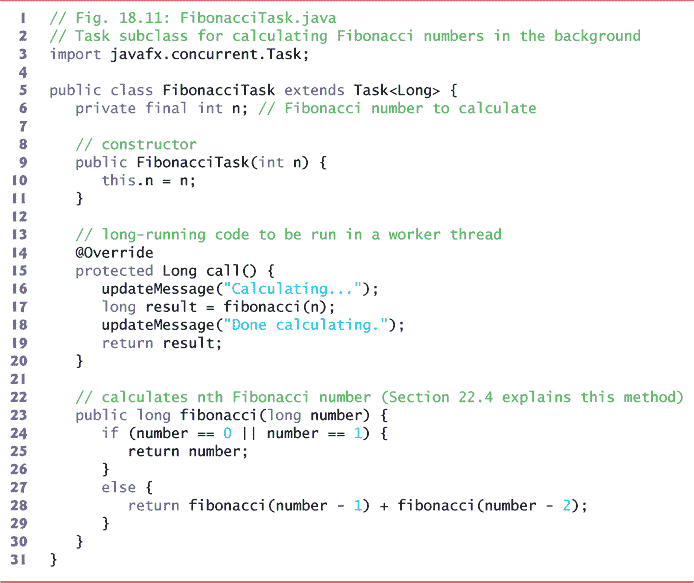 1 // Fig. 18.11: FibonacciTask.java
2 // Task subclass for calculating Fibonacci numbers in the background
3 import javafx.concurrent.Task;
4
5 public class FibonacciTask extends Task<Long> {
6    private final int n; // Fibonacci number to calculate
7
8    // constructor
9    public FibonacciTask(int n) {
10       this.n = n;
11    }
12
13    // long-running code to be run in a worker thread
14    @Override
15    protected Long call() {
16       updateMessage("Calculating...");
17       long result = fibonacci(n);
18       updateMessage("Done calculating.");
19       return result;
20    }
21
22    // calculates nth Fibonacci number (Section 22.4 explains this method)
23    public long fibonacci(long number) {
24       if (number == 0 || number == 1) {
25          return number;
26       }
27       else {
28          return fibonacci(number - 1) + fibonacci(number - 2);
29       }
30    }
31 }